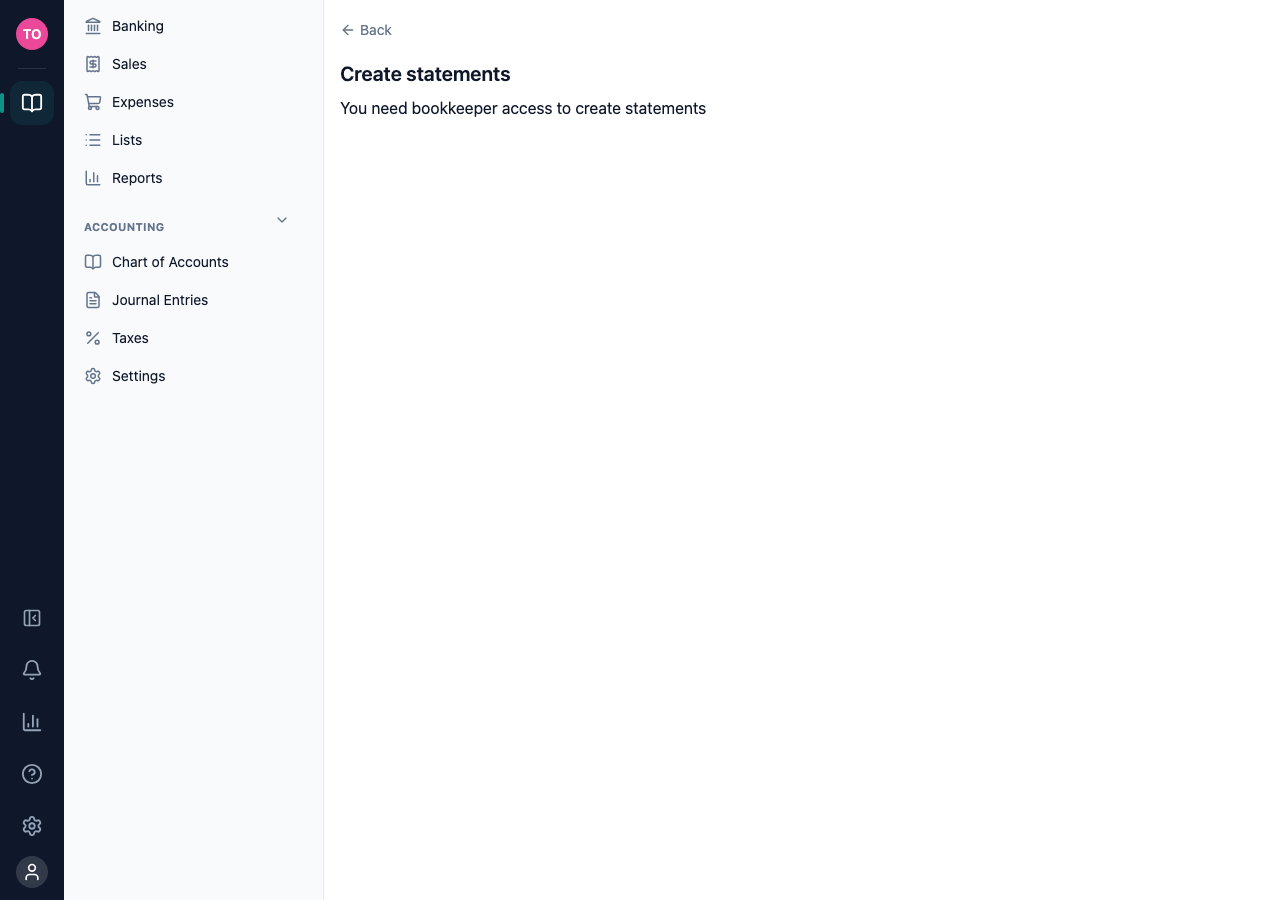 TO
Banking
Sales
Expenses
Lists
Reports
ACCOUNTING
Chart of Accounts
Journal Entries
Taxes
Settings
Back
Create statements
You need bookkeeper access to create statements